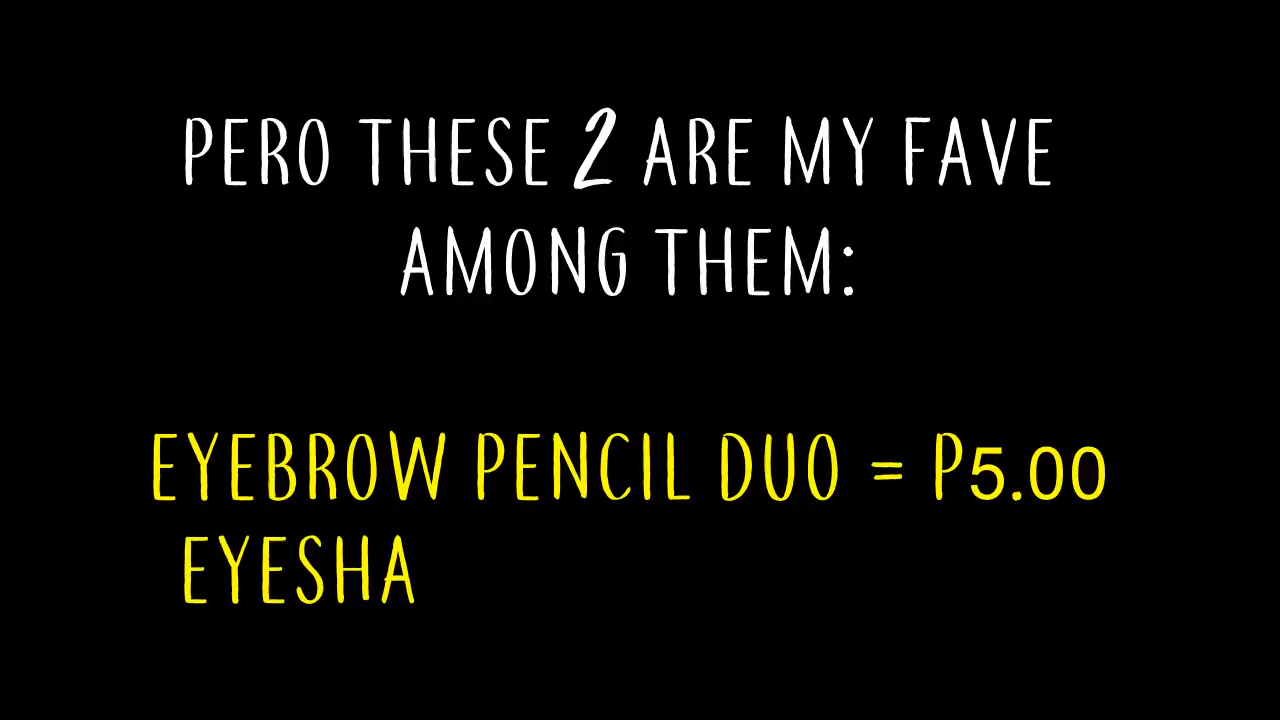 PERO THESE 2 ARE MY FAVE
AMONG THEM:
EYEBROW PENCIL DUO = P5.00
EYESHA